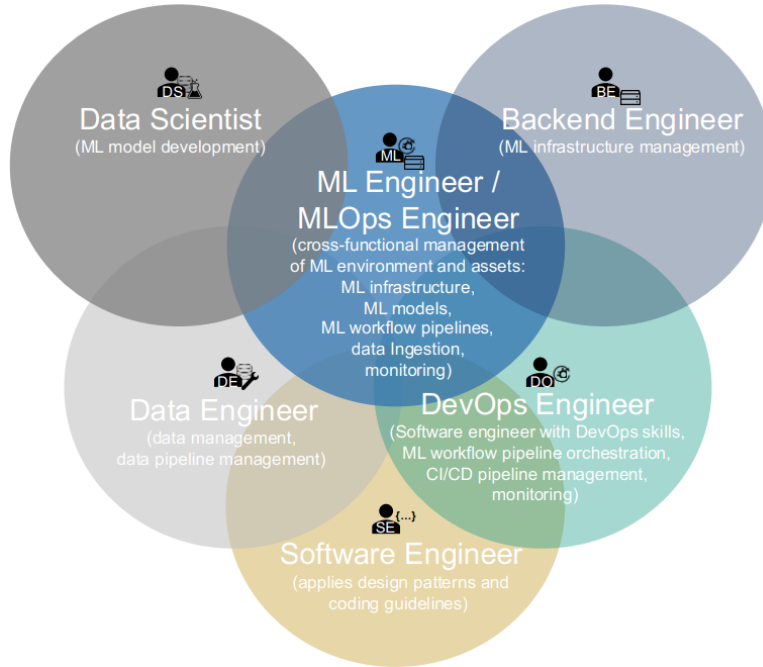 DS
Data Scientist
(ML model development)
BE
Backend Engineer
(ML infrastructure management)
ML
ML Engineer /
MLOps Engineer
(cross-functional management
of ML environment and assets:
ML infrastructure,
ML models,
ML workflow pipelines,
data Ingestion,
monitoring)
DE
Data Engineer
(data management,
data pipeline management)
DO
DevOps Engineer
(Software engineer with DevOps skills,
ML workflow pipeline orchestration,
CI/CD pipeline management,
monitoring)
SE {...}
Software Engineer
(applies design patterns and
coding guidelines)